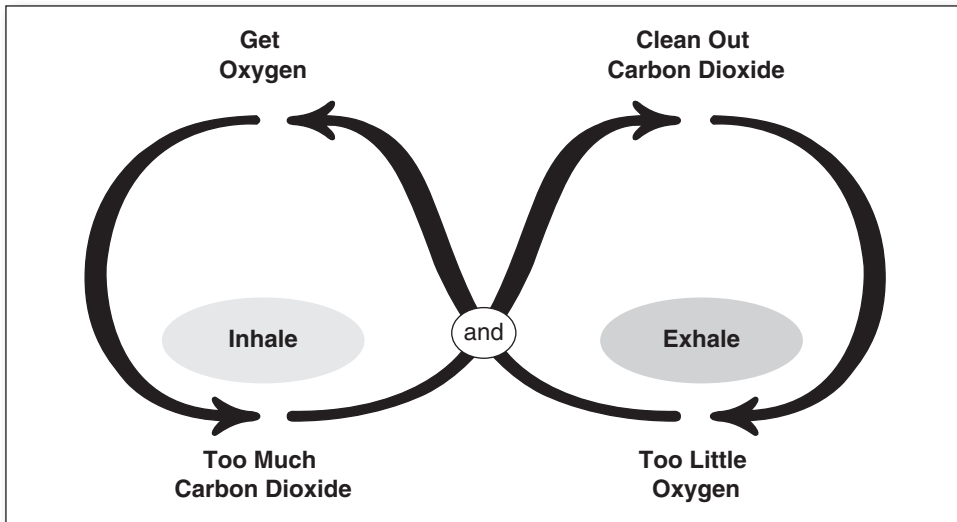 Get
Oxygen
Clean Out
Carbon Dioxide
Inhale
and
Exhale
Too Much
Carbon Dioxide
Too Little
Oxygen